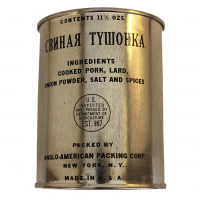 CONTENTS 11½ OZS.
СВИНАЯ ТУШОНКА
INGREDIENTS
COOKED PORK, LARD,
ONION POWDER, SALT AND SPICES
U.S.
INSPECTED
AND PASSED BY
DEPARTMENT OF
AGRICULTURE
EST. 987
PACKED BY
ANGLO-AMERICAN PACKING CORP.
NEW YORK, N.Y.
MADE IN U.S.A.